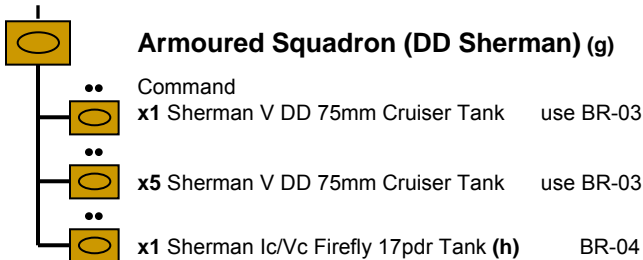 Armoured Squadron (DD Sherman) (g)
Command
x1 Sherman V DD 75mm Cruiser Tank use BR-03
x5 Sherman V DD 75mm Cruiser Tank use BR-03
x1 Sherman Ic/Vc Firefly 17pdr Tank (h) BR-04